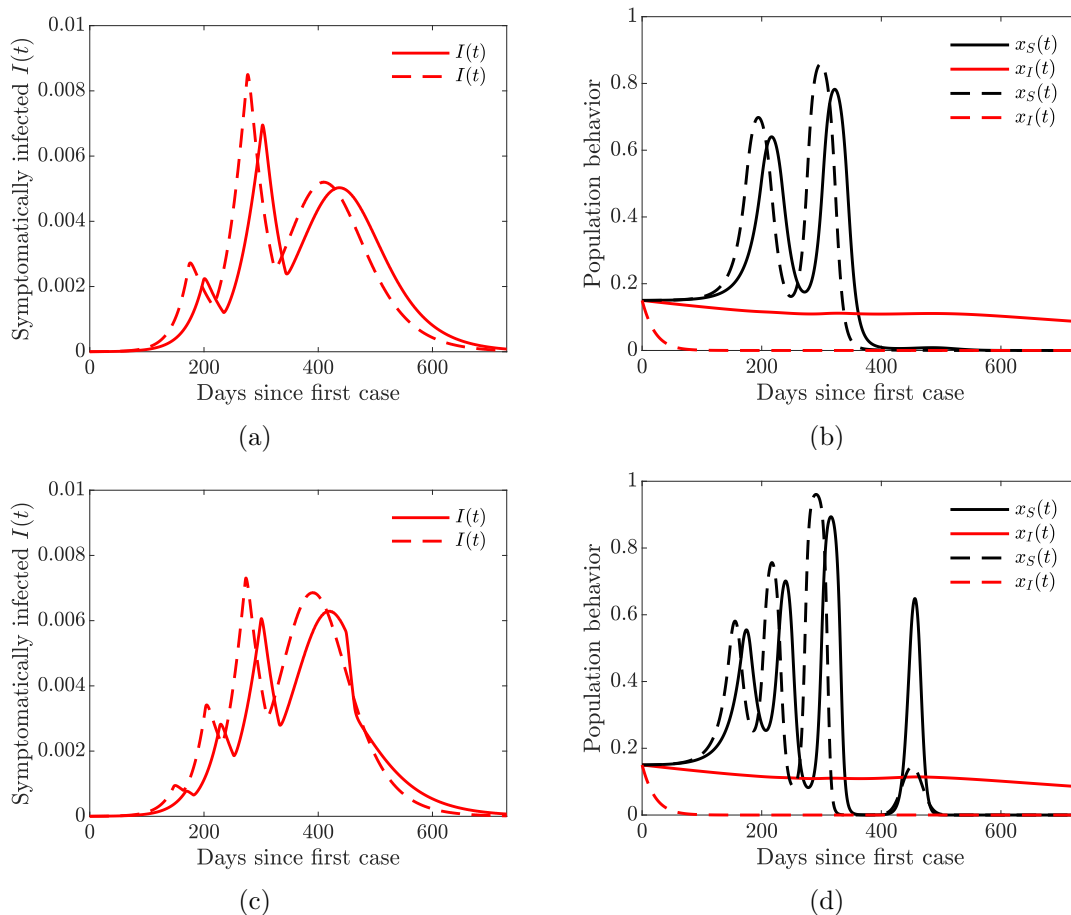 0.01
0.008
0.006
0.004
0.002
0
0 200 400 600
Symptomatically infected I(t)
Days since first case
I(t)
I(t)
(a)
1
0.8
0.6
0.4
0.2
0
0 200 400 600
Population behavior
Days since first case
x_S(t)
x_I(t)
x_S(t)
x_I(t)
(b)
0.01
0.008
0.006
0.004
0.002
0
0 200 400 600
Symptomatically infected I(t)
Days since first case
I(t)
I(t)
(c)
1
0.8
0.6
0.4
0.2
0
0 200 400 600
Population behavior
Days since first case
x_S(t)
x_I(t)
x_S(t)
x_I(t)
(d)